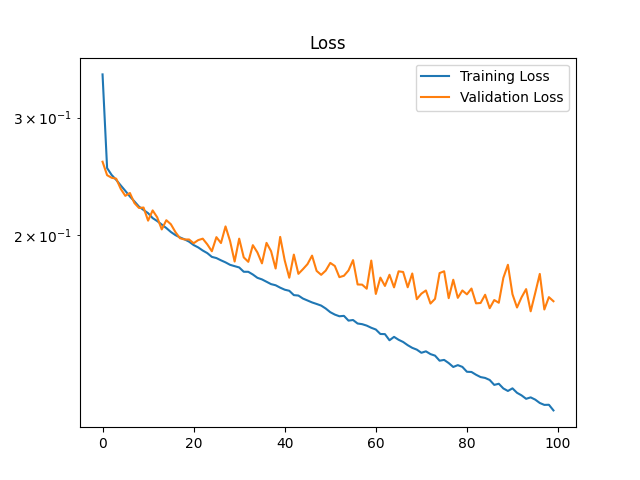 Loss
Training Loss
Validation Loss
3 × 10⁻¹
2 × 10⁻¹
0 20 40 60 80 100